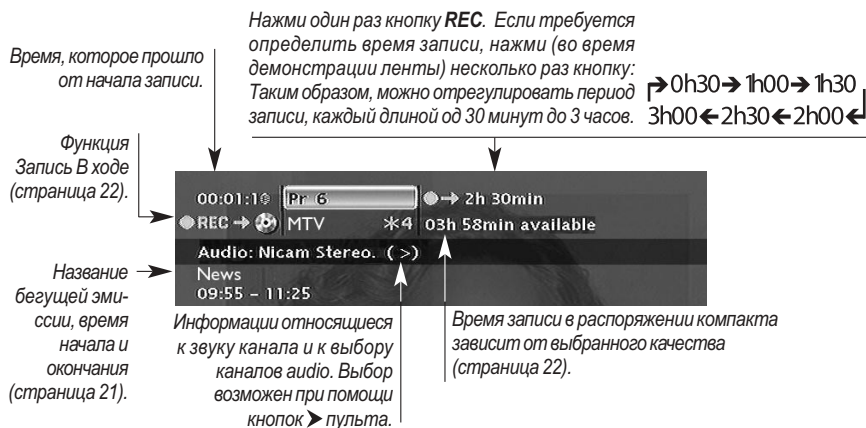 Нажми один раз кнопку REC. Если требуется
определить время записи, нажми (во время
демонстрации ленты) несколько раз кнопку:
Таким образом, можно отрегулировать период
записи, каждый длиной од 30 минут до 3 часов.
➔0h30➔1h00➔1h30
3h00←2h30←2h00←
Время, которое прошло
от начала записи.
Функция
Запись В ходе
(страница 22).
Название
бегущей эми-
ссии, время
начала и
окончания
(страница 21).
00:01:10 Pr 6 → 2h 30min
REC → MTV *4 03h 58min available
Audio: Nicam Stereo. (>)
News
09:55 – 11:25
Информации относящиеся
к звуку канала и к выбору
каналов audio. Выбор
возможен при помощи
кнопок ➤ пульта.
Время записи в распоряжении компакта
зависит от выбранного качества
(страница 22).